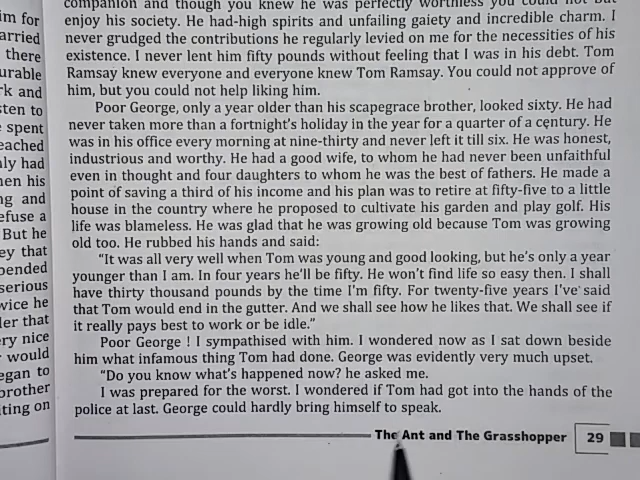 im for
arried
there
urable
rk and
sten to
spent
eached
nly had
hen his
ng and
efuse a
But he
ey that
pended
serious
wice he
ler that
ry nice
would
egan to
brother
ting on
companion and though you knew he was perfectly worthless you could not but
enjoy his society. He had-high spirits and unfailing gaiety and incredible charm. I
never grudged the contributions he regularly levied on me for the necessities of his
existence. I never lent him fifty pounds without feeling that I was in his debt. Tom
Ramsay knew everyone and everyone knew Tom Ramsay. You could not approve of
him, but you could not help liking him.
Poor George, only a year older than his scapegrace brother, looked sixty. He had
never taken more than a fortnight's holiday in the year for a quarter of a century. He
was in his office every morning at nine-thirty and never left it till six. He was honest,
industrious and worthy. He had a good wife, to whom he had never been unfaithful
even in thought and four daughters to whom he was the best of fathers. He made a
point of saving a third of his income and his plan was to retire at fifty-five to a little
house in the country where he proposed to cultivate his garden and play golf. His
life was blameless. He was glad that he was growing old because Tom was growing
old too. He rubbed his hands and said:
“It was all very well when Tom was young and good looking, but he's only a year
younger than I am. In four years he'll be fifty. He won't find life so easy then. I shall
have thirty thousand pounds by the time I'm fifty. For twenty-five years I've said
that Tom would end in the gutter. And we shall see how he likes that. We shall see if
it really pays best to work or be idle.”
Poor George ! I sympathised with him. I wondered now as I sat down beside
him what infamous thing Tom had done. George was evidently very much upset.
“Do you know what's happened now? he asked me.
I was prepared for the worst. I wondered if Tom had got into the hands of the
police at last. George could hardly bring himself to speak.
The Ant and The Grasshopper 29